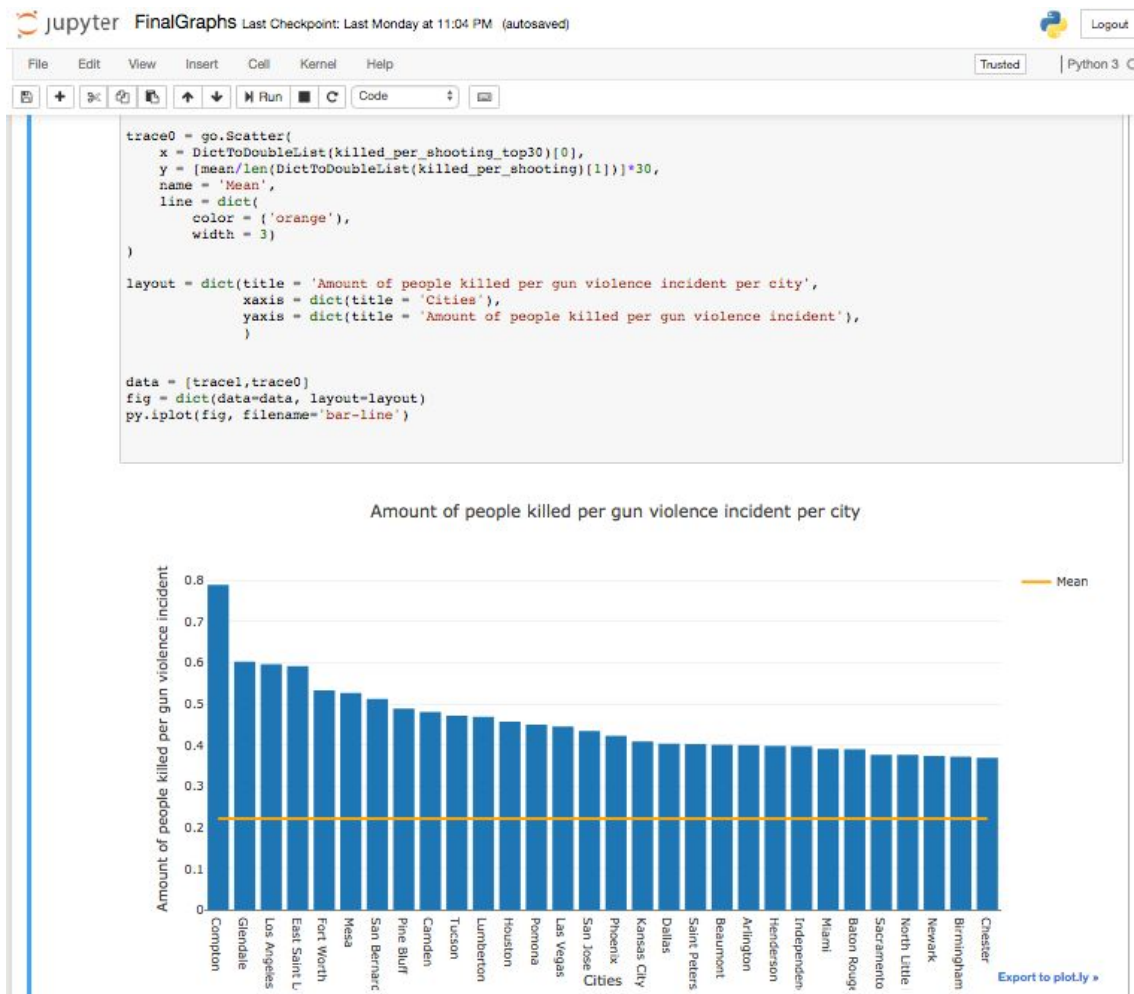 jupyter FinalGraphs Last Checkpoint: Last Monday at 11:04 PM (autosaved)
Logout
File Edit View Insert Cell Kernel Help
Trusted
Python 3
Run
Code
trace0 = go.Scatter(
    x = DictToDoubleList(killed_per_shooting_top30)[0],
    y = [mean/len(DictToDoubleList(killed_per_shooting)[1])]*30,
    name = 'Mean',
    line = dict(
        color = ('orange'),
        width = 3)
)
layout = dict(title = 'Amount of people killed per gun violence incident per city',
              xaxis = dict(title = 'Cities'),
              yaxis = dict(title = 'Amount of people killed per gun violence incident'),
              )
data = [trace1,trace0]
fig = dict(data=data, layout=layout)
py.iplot(fig, filename='bar-line')
Amount of people killed per gun violence incident per city
Amount of people killed per gun violence incident
0.8
0.7
0.6
0.5
0.4
0.3
0.2
0.1
0
Mean
Compton
Glendale
Los Angeles
East Saint L
Fort Worth
Mesa
San Bernard
Pine Bluff
Camden
Tucson
Lumberton
Houston
Pomona
Las Vegas
San Jose
Phoenix
Kansas City
Dallas
Saint Peters
Beaumont
Arlington
Henderson
Independen
Miami
Baton Rouge
Sacramento
North Little
Newark
Birmingham
Chester
Cities
Export to plot.ly »